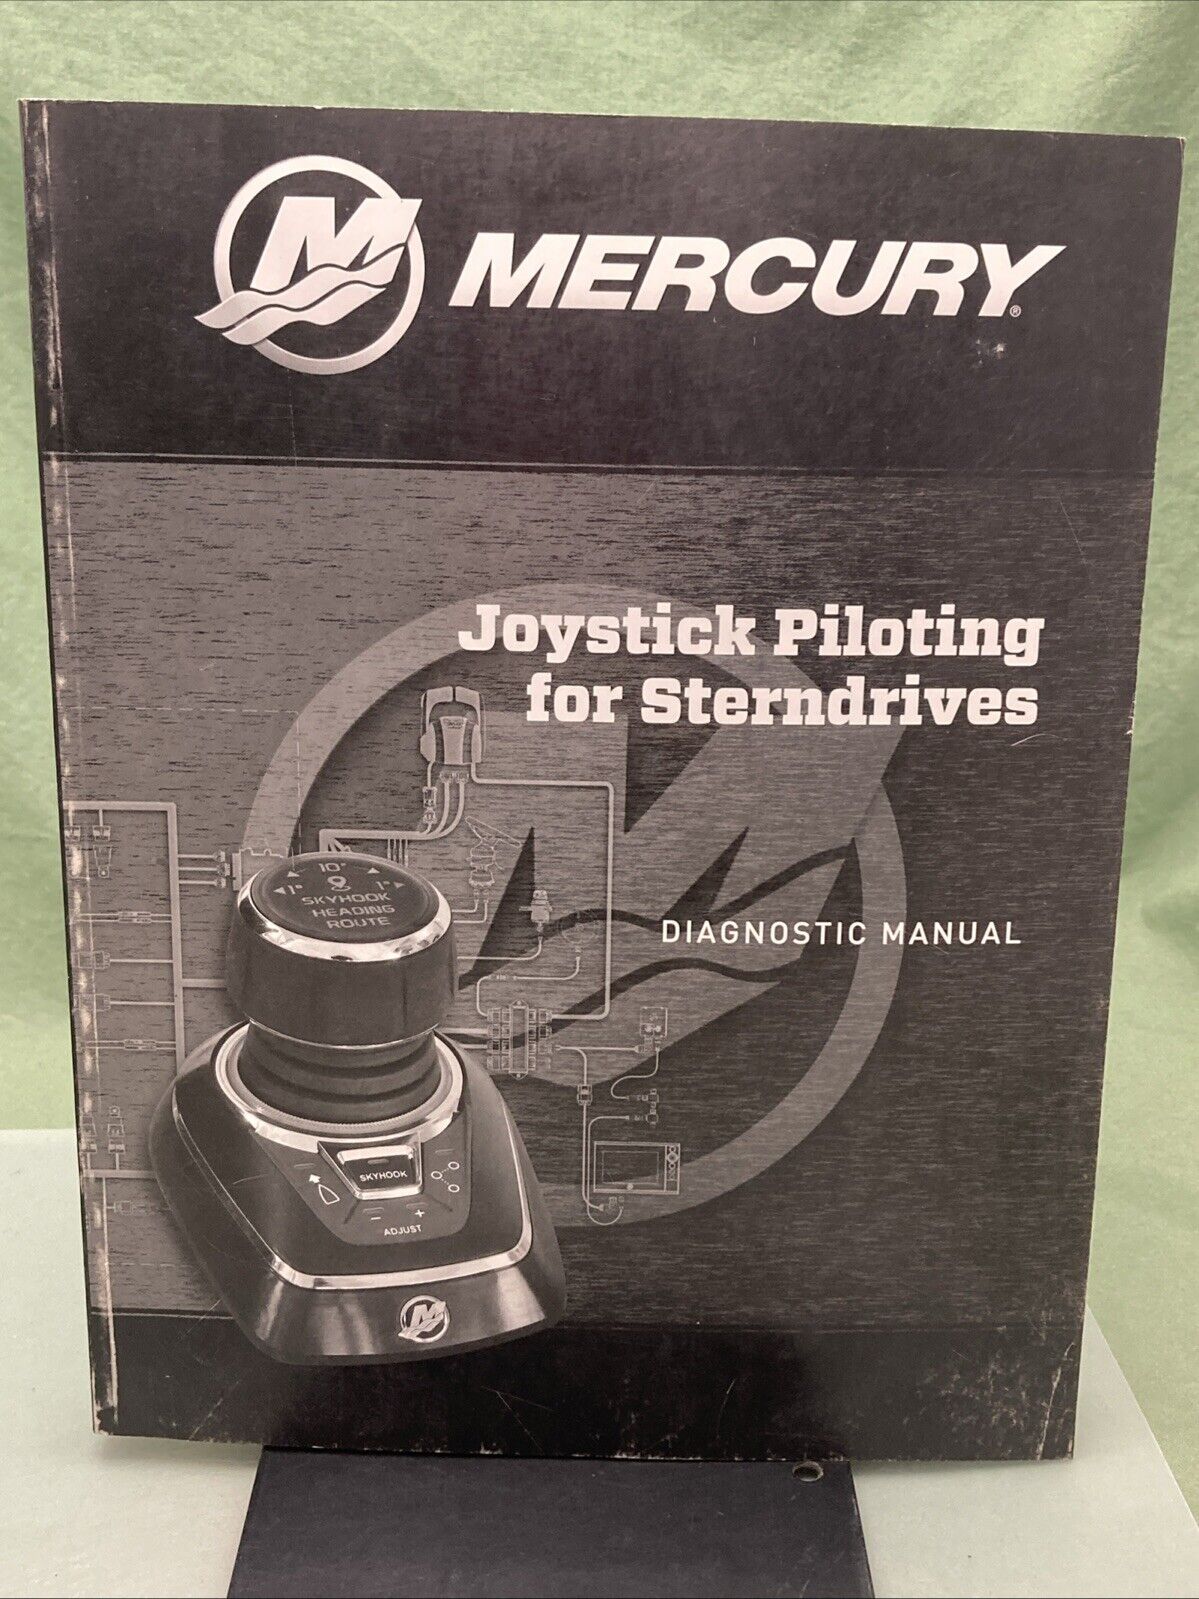 MERCURY®
Joystick Piloting
for Sterndrives
DIAGNOSTIC MANUAL
10°
1° 1°
SKYHOOK
HEADING
ROUTE
SKYHOOK
- +
ADJUST